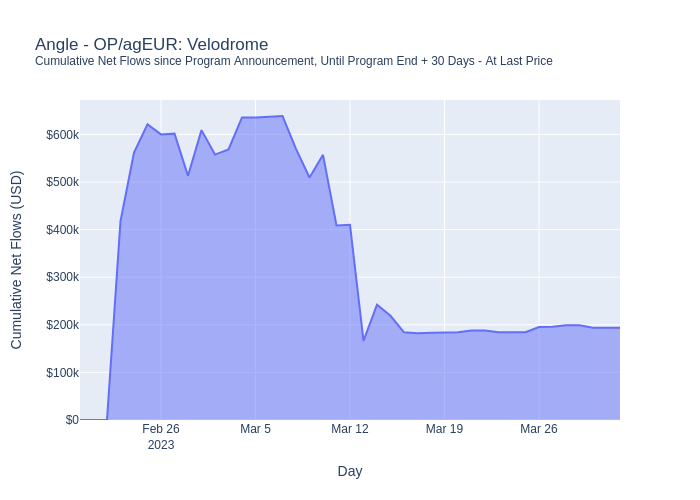 Angle - OP/agEUR: Velodrome
Cumulative Net Flows since Program Announcement, Until Program End + 30 Days - At Last Price
Cumulative Net Flows (USD)
$600k
$500k
$400k
$300k
$200k
$100k
$0
Feb 26
2023
Mar 5
Mar 12
Mar 19
Mar 26
Day